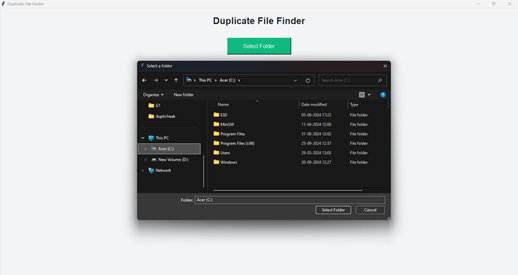 Duplicate File Finder
Duplicate File Finder
Select Folder
Select a folder
This PC > Acer (C:) >
Search Acer (C:)
Organize New folder
Name Date modified Type
G1
duplicheck
This PC
Acer (C:)
New Volume (D:)
Network
ESD 05-08-2024 17:22 File folder
MinGW 11-04-2024 12:08 File folder
Program Files 31-08-2024 12:02 File folder
Program Files (x86) 25-09-2024 12:37 File folder
Users 29-03-2024 13:03 File folder
Windows 20-09-2024 12:27 File folder
Folder: Acer (C:)
Select Folder Cancel